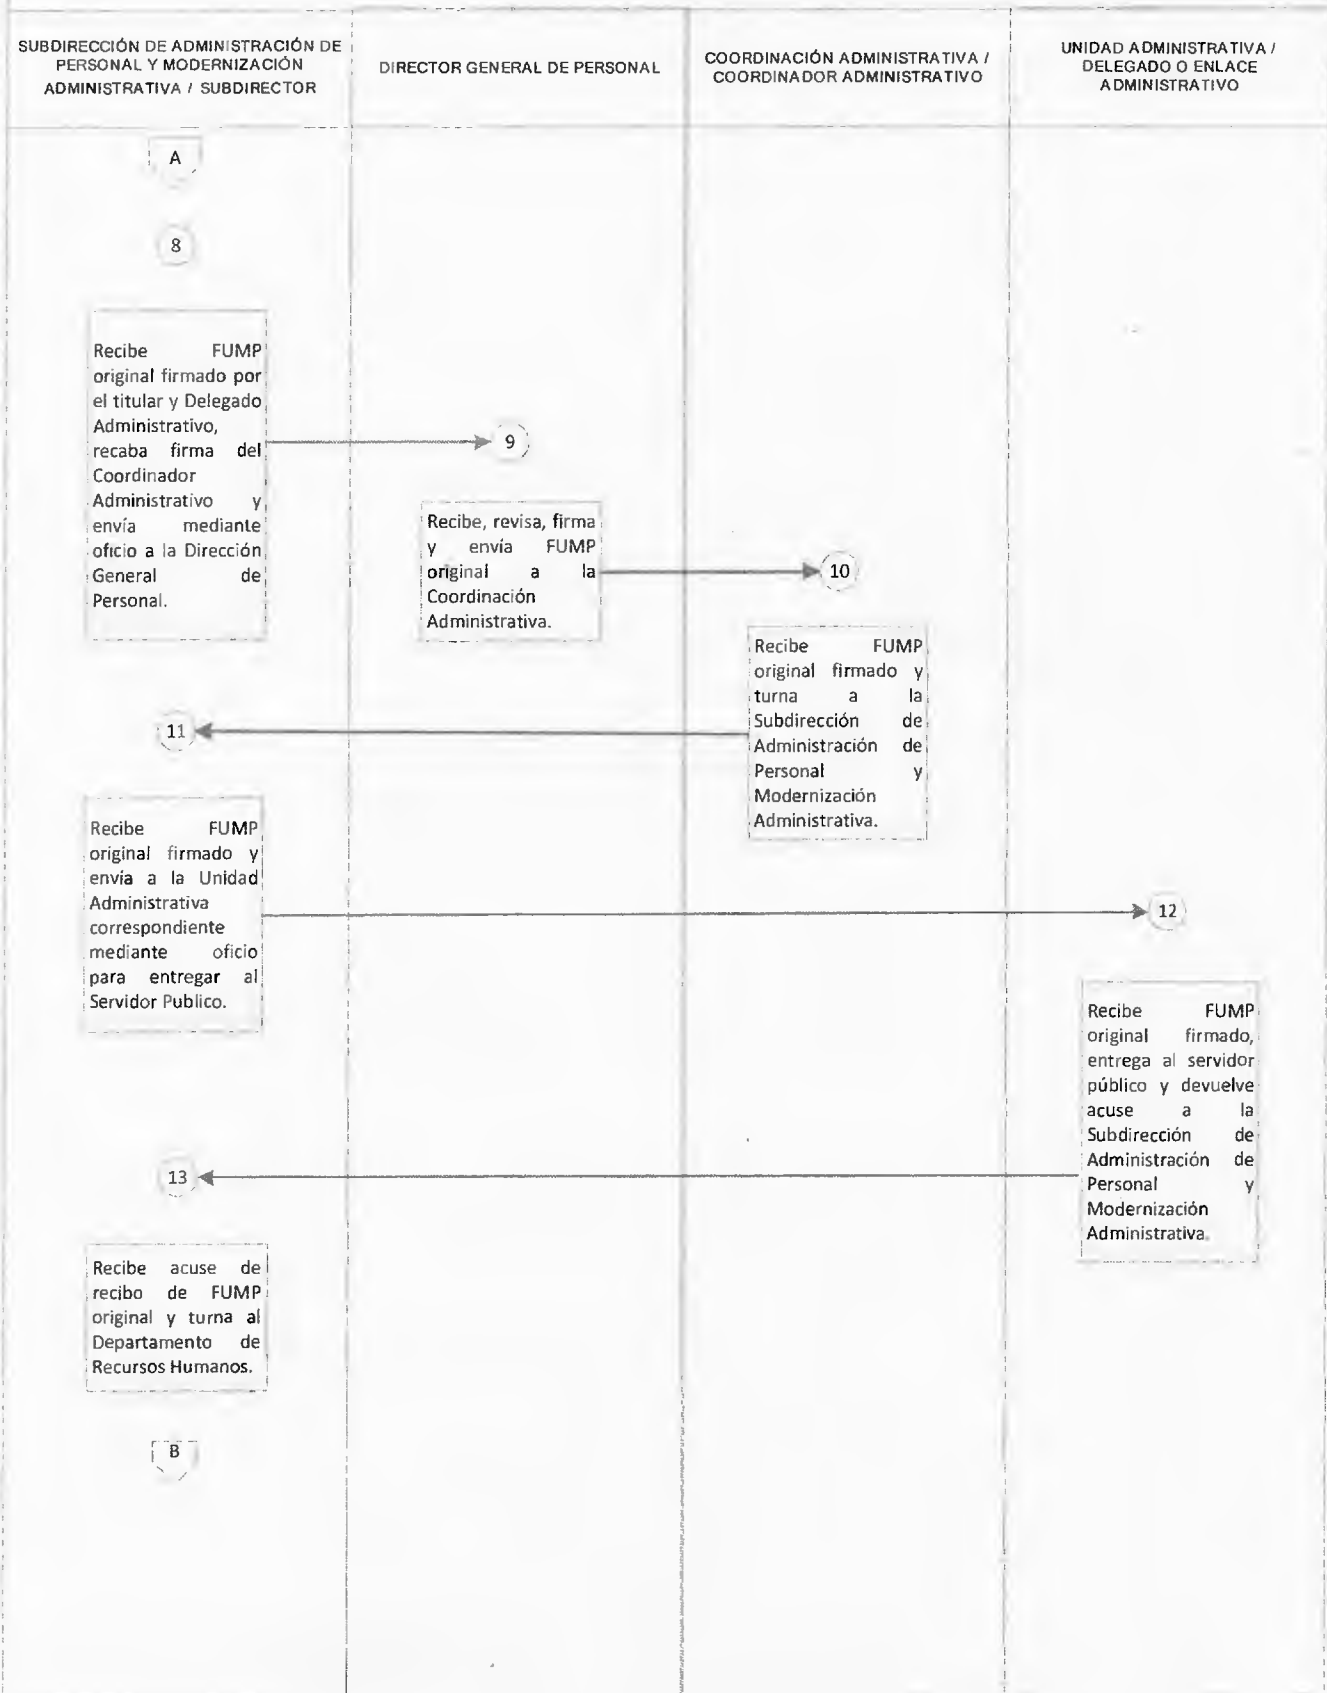 SUBDIRECCIÓN DE ADMINISTRACIÓN DE
PERSONAL Y MODERNIZACIÓN
ADMINISTRATIVA / SUBDIRECTOR
DIRECTOR GENERAL DE PERSONAL
COORDINACIÓN ADMINISTRATIVA /
COORDINADOR ADMINISTRATIVO
UNIDAD ADMINISTRATIVA /
DELEGADO O ENLACE
ADMINISTRATIVO
A
8
Recibe FUMP
original firmado por
el titular y Delegado
Administrativo,
recaba firma del
Coordinador
Administrativo y
envía mediante
oficio a la Dirección
General de
Personal.
9
Recibe, revisa, firma
y envía FUMP
original a la
Coordinación
Administrativa.
10
Recibe FUMP
original firmado y
turna a la
Subdirección de
Administración de
Personal y
Modernización
Administrativa.
11
Recibe FUMP
original firmado y
envía a la Unidad
Administrativa
correspondiente
mediante oficio
para entregar al
Servidor Publico.
12
Recibe FUMP
original firmado,
entrega al servidor
público y devuelve
acuse a la
Subdirección de
Administración de
Personal y
Modernización
Administrativa.
13
Recibe acuse de
recibo de FUMP
original y turna al
Departamento de
Recursos Humanos.
B